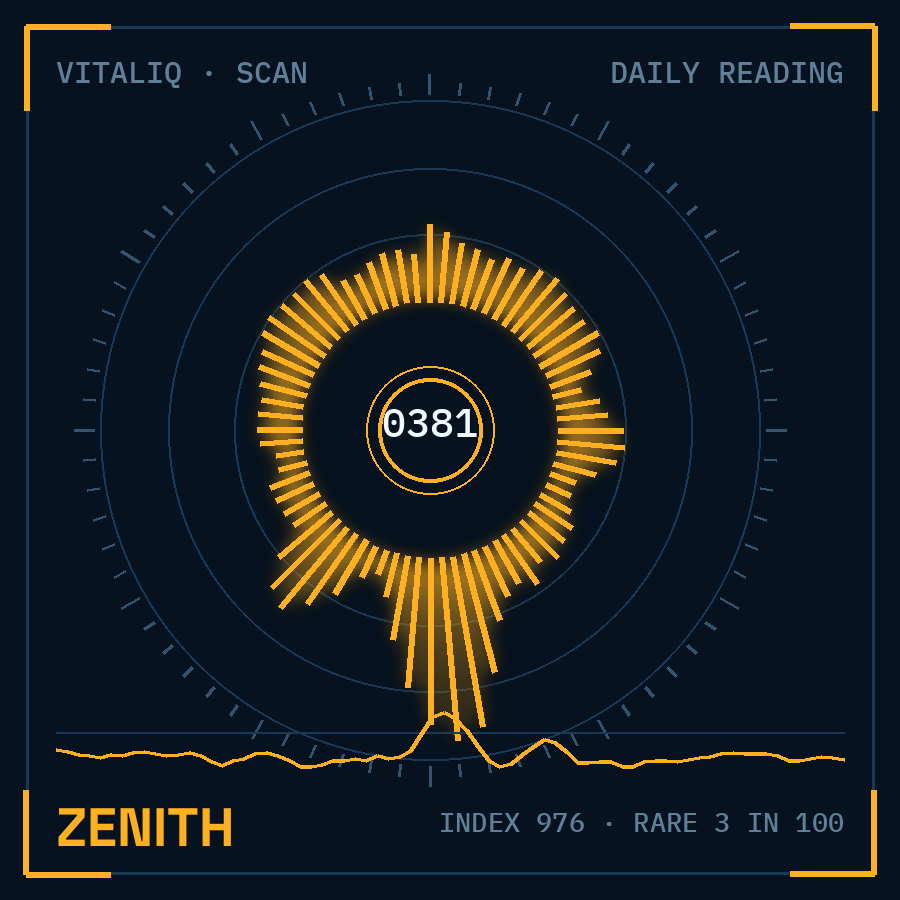 VITALIQ · SCAN
DAILY READING
0381
ZENITH
INDEX 976 · RARE 3 IN 100